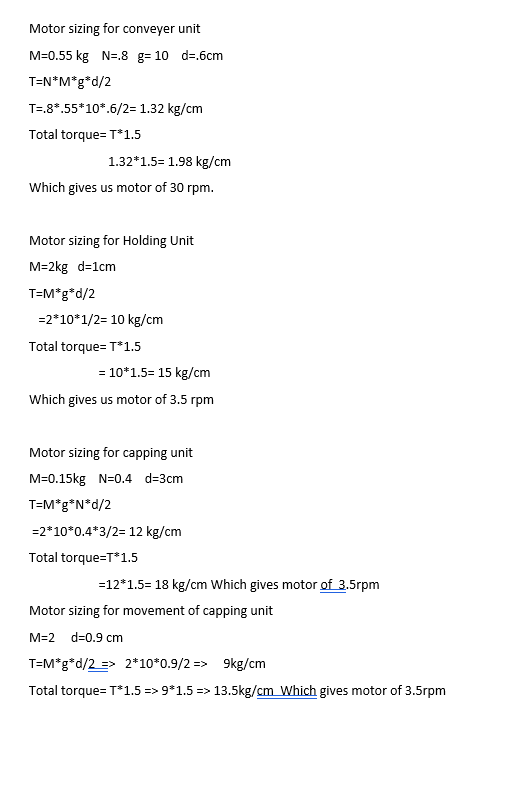 Motor sizing for conveyer unit
M=0.55 kg N=.8 g= 10 d=.6cm
T=N*M*g*d/2
T=.8*.55*10*.6/2= 1.32 kg/cm
Total torque= T*1.5
1.32*1.5= 1.98 kg/cm
Which gives us motor of 30 rpm.
Motor sizing for Holding Unit
M=2kg d=1cm
T=M*g*d/2
=2*10*1/2= 10 kg/cm
Total torque= T*1.5
= 10*1.5= 15 kg/cm
Which gives us motor of 3.5 rpm
Motor sizing for capping unit
M=0.15kg N=0.4 d=3cm
T=M*g*N*d/2
=2*10*0.4*3/2= 12 kg/cm
Total torque=T*1.5
=12*1.5= 18 kg/cm Which gives motor of 3.5rpm
Motor sizing for movement of capping unit
M=2 d=0.9 cm
T=M*g*d/2 => 2*10*0.9/2 => 9kg/cm
Total torque= T*1.5 => 9*1.5 => 13.5kg/cm Which gives motor of 3.5rpm